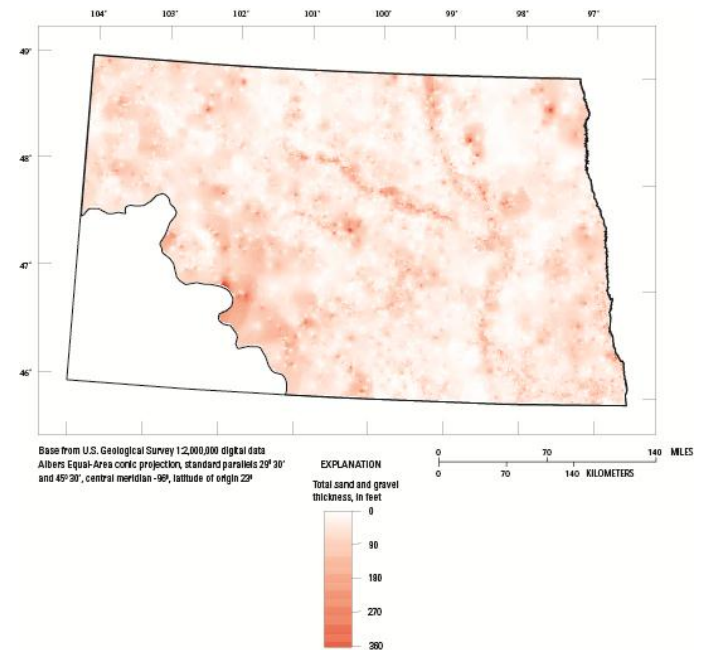 104° 103° 102° 101° 100° 99° 98° 97°
49°
48°
47°
46°
Base from U.S. Geological Survey 1:2,000,000 digital data
Albers Equal-Area conic projection, standard parallels 29° 30'
and 45° 30', central meridian -96°, latitude of origin 23°
0 70 140 MILES
0 70 140 KILOMETERS
EXPLANATION
Total sand and gravel
thickness, in feet
0
90
180
270
360